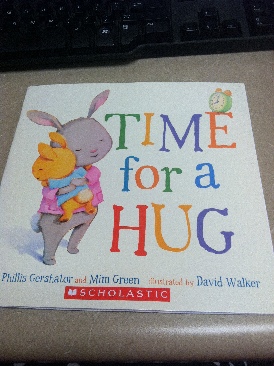 TIME
for a
HUG
Phillis Gershator and Mim Green illustrated by David Walker
SCHOLASTIC